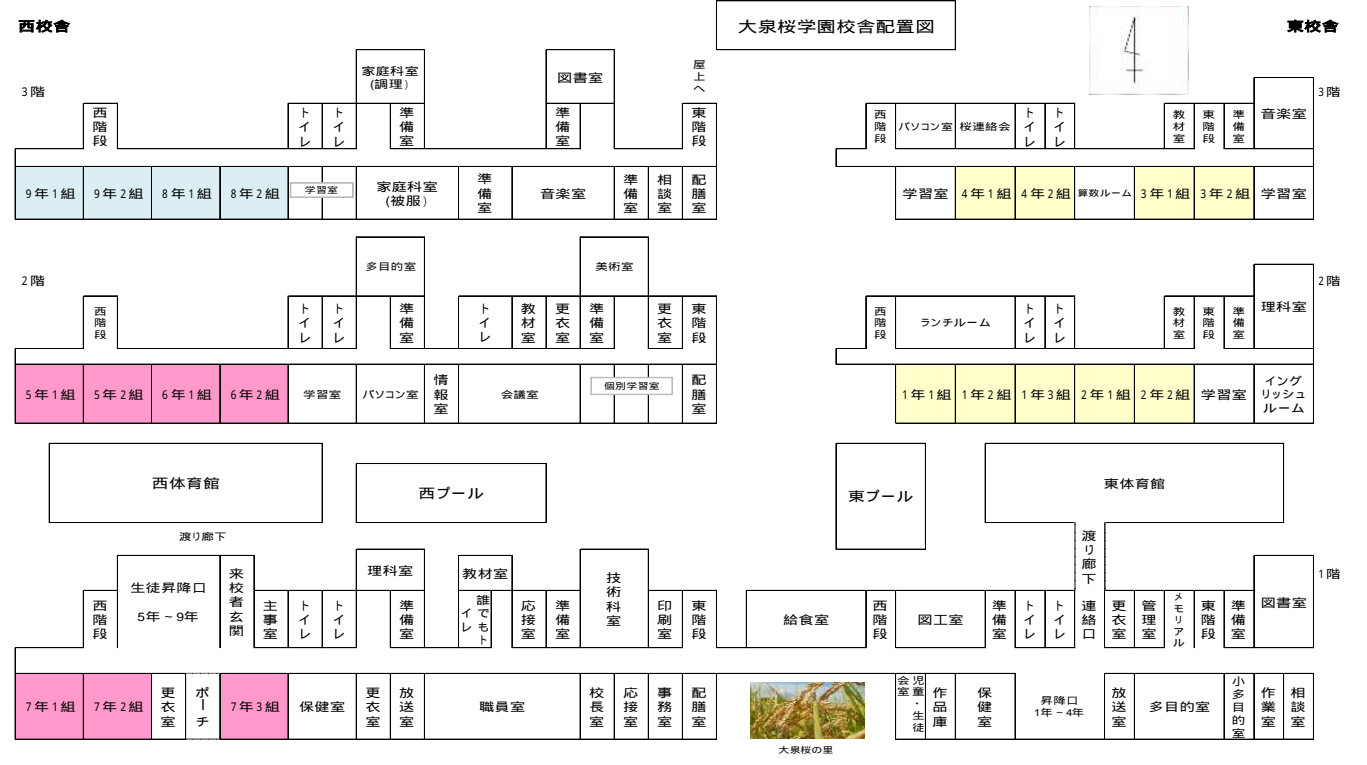 西校舎
大泉桜学園校舎配置図
東校舎
3階
西階段
トイレ
トイレ
家庭科室
(調理)
準備室
図書室
準備室
屋上へ
東階段
9年1組
9年2組
8年1組
8年2組
学習室
家庭科室
(被服)
準備室
音楽室
準備室
相談室
配膳室
3階
西階段
パソコン室
桜連絡会
トイレ
トイレ
教材室
東階段
準備室
音楽室
学習室
4年1組
4年2組
算数ルーム
3年1組
3年2組
学習室
2階
西階段
トイレ
トイレ
多目的室
準備室
トイレ
教材室
更衣室
準備室
美術室
更衣室
東階段
5年1組
5年2組
6年1組
6年2組
学習室
パソコン室
情報室
会議室
個別学習室
配膳室
2階
西階段
ランチルーム
トイレ
トイレ
教材室
東階段
準備室
理科室
1年1組
1年2組
1年3組
2年1組
2年2組
学習室
イング
リッシュ
ルーム
西体育館
西プール
東プール
東体育館
渡り廊下
渡り廊下
1階
西階段
生徒昇降口
5年~9年
来校者玄関
主事室
トイレ
トイレ
理科室
準備室
教材室
誰でもト
イレ
応接室
準備室
技術科室
印刷室
東階段
給食室
西階段
図工室
準備室
トイレ
トイレ
連絡口
更衣室
管理室
メモリアル
東階段
準備室
図書室
7年1組
7年2組
更衣室
ポーチ
7年3組
保健室
更衣室
放送室
職員室
校長室
応接室
事務室
配膳室
大泉桜の里
児童・生徒
会室
作品庫
保健室
昇降口
1年~4年
放送室
多目的室
小多目的室
作業室
相談室